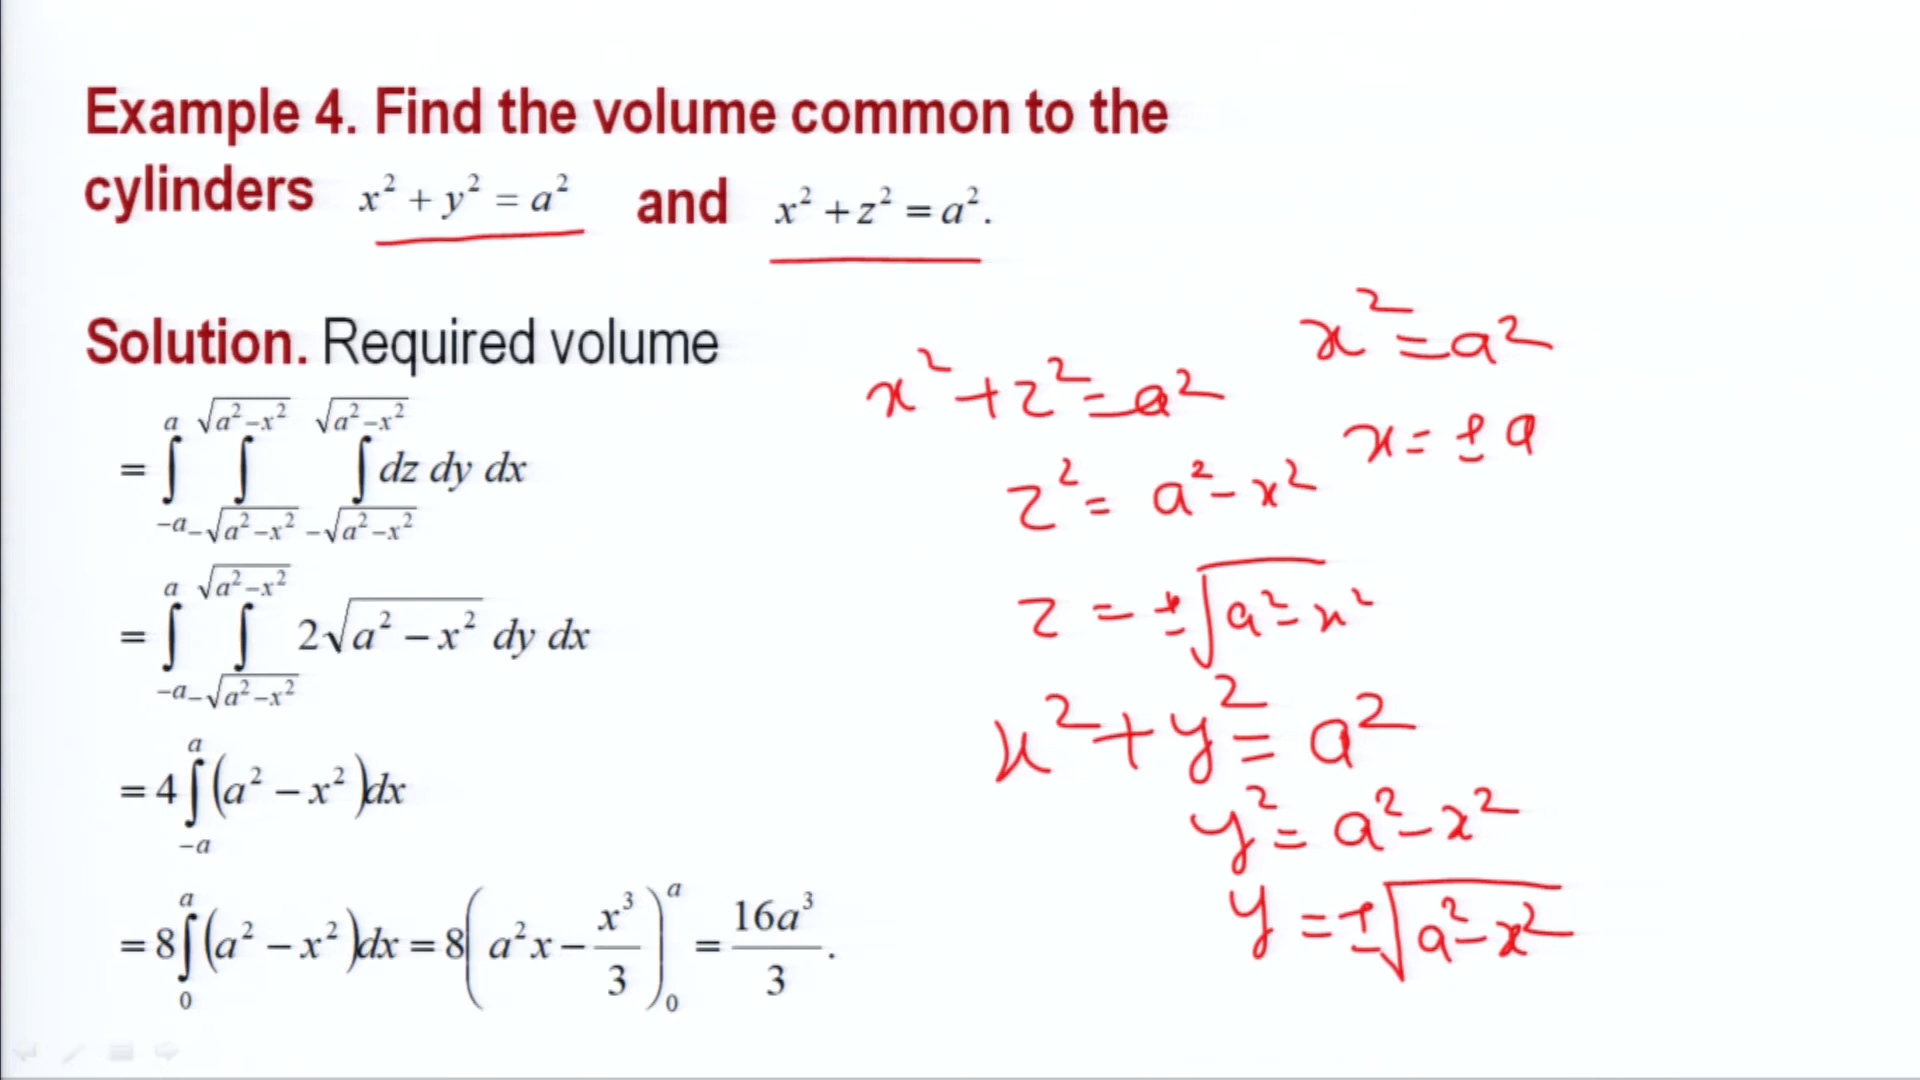 Example 4. Find the volume common to the
cylinders x² + y² = a² and x² + z² = a².
Solution. Required volume
= ∫_{-a}^{a} ∫_{-√(a²-x²)}^{√(a²-x²)} ∫_{-√(a²-x²)}^{√(a²-x²)} dz dy dx
= ∫_{-a}^{a} ∫_{-√(a²-x²)}^{√(a²-x²)} 2√(a² - x²) dy dx
= 4∫_{-a}^{a} (a² - x²)dx
= 8∫_{0}^{a} (a² - x²)dx = 8(a²x - x³/3)_{0}^{a} = 16a³/3.
x² + z² = a²
z² = a² - x²
z = ±√(a² - x²)
x² + y² = a²
y² = a² - x²
y = ±√(a² - x²)
x² = a²
x = ± a